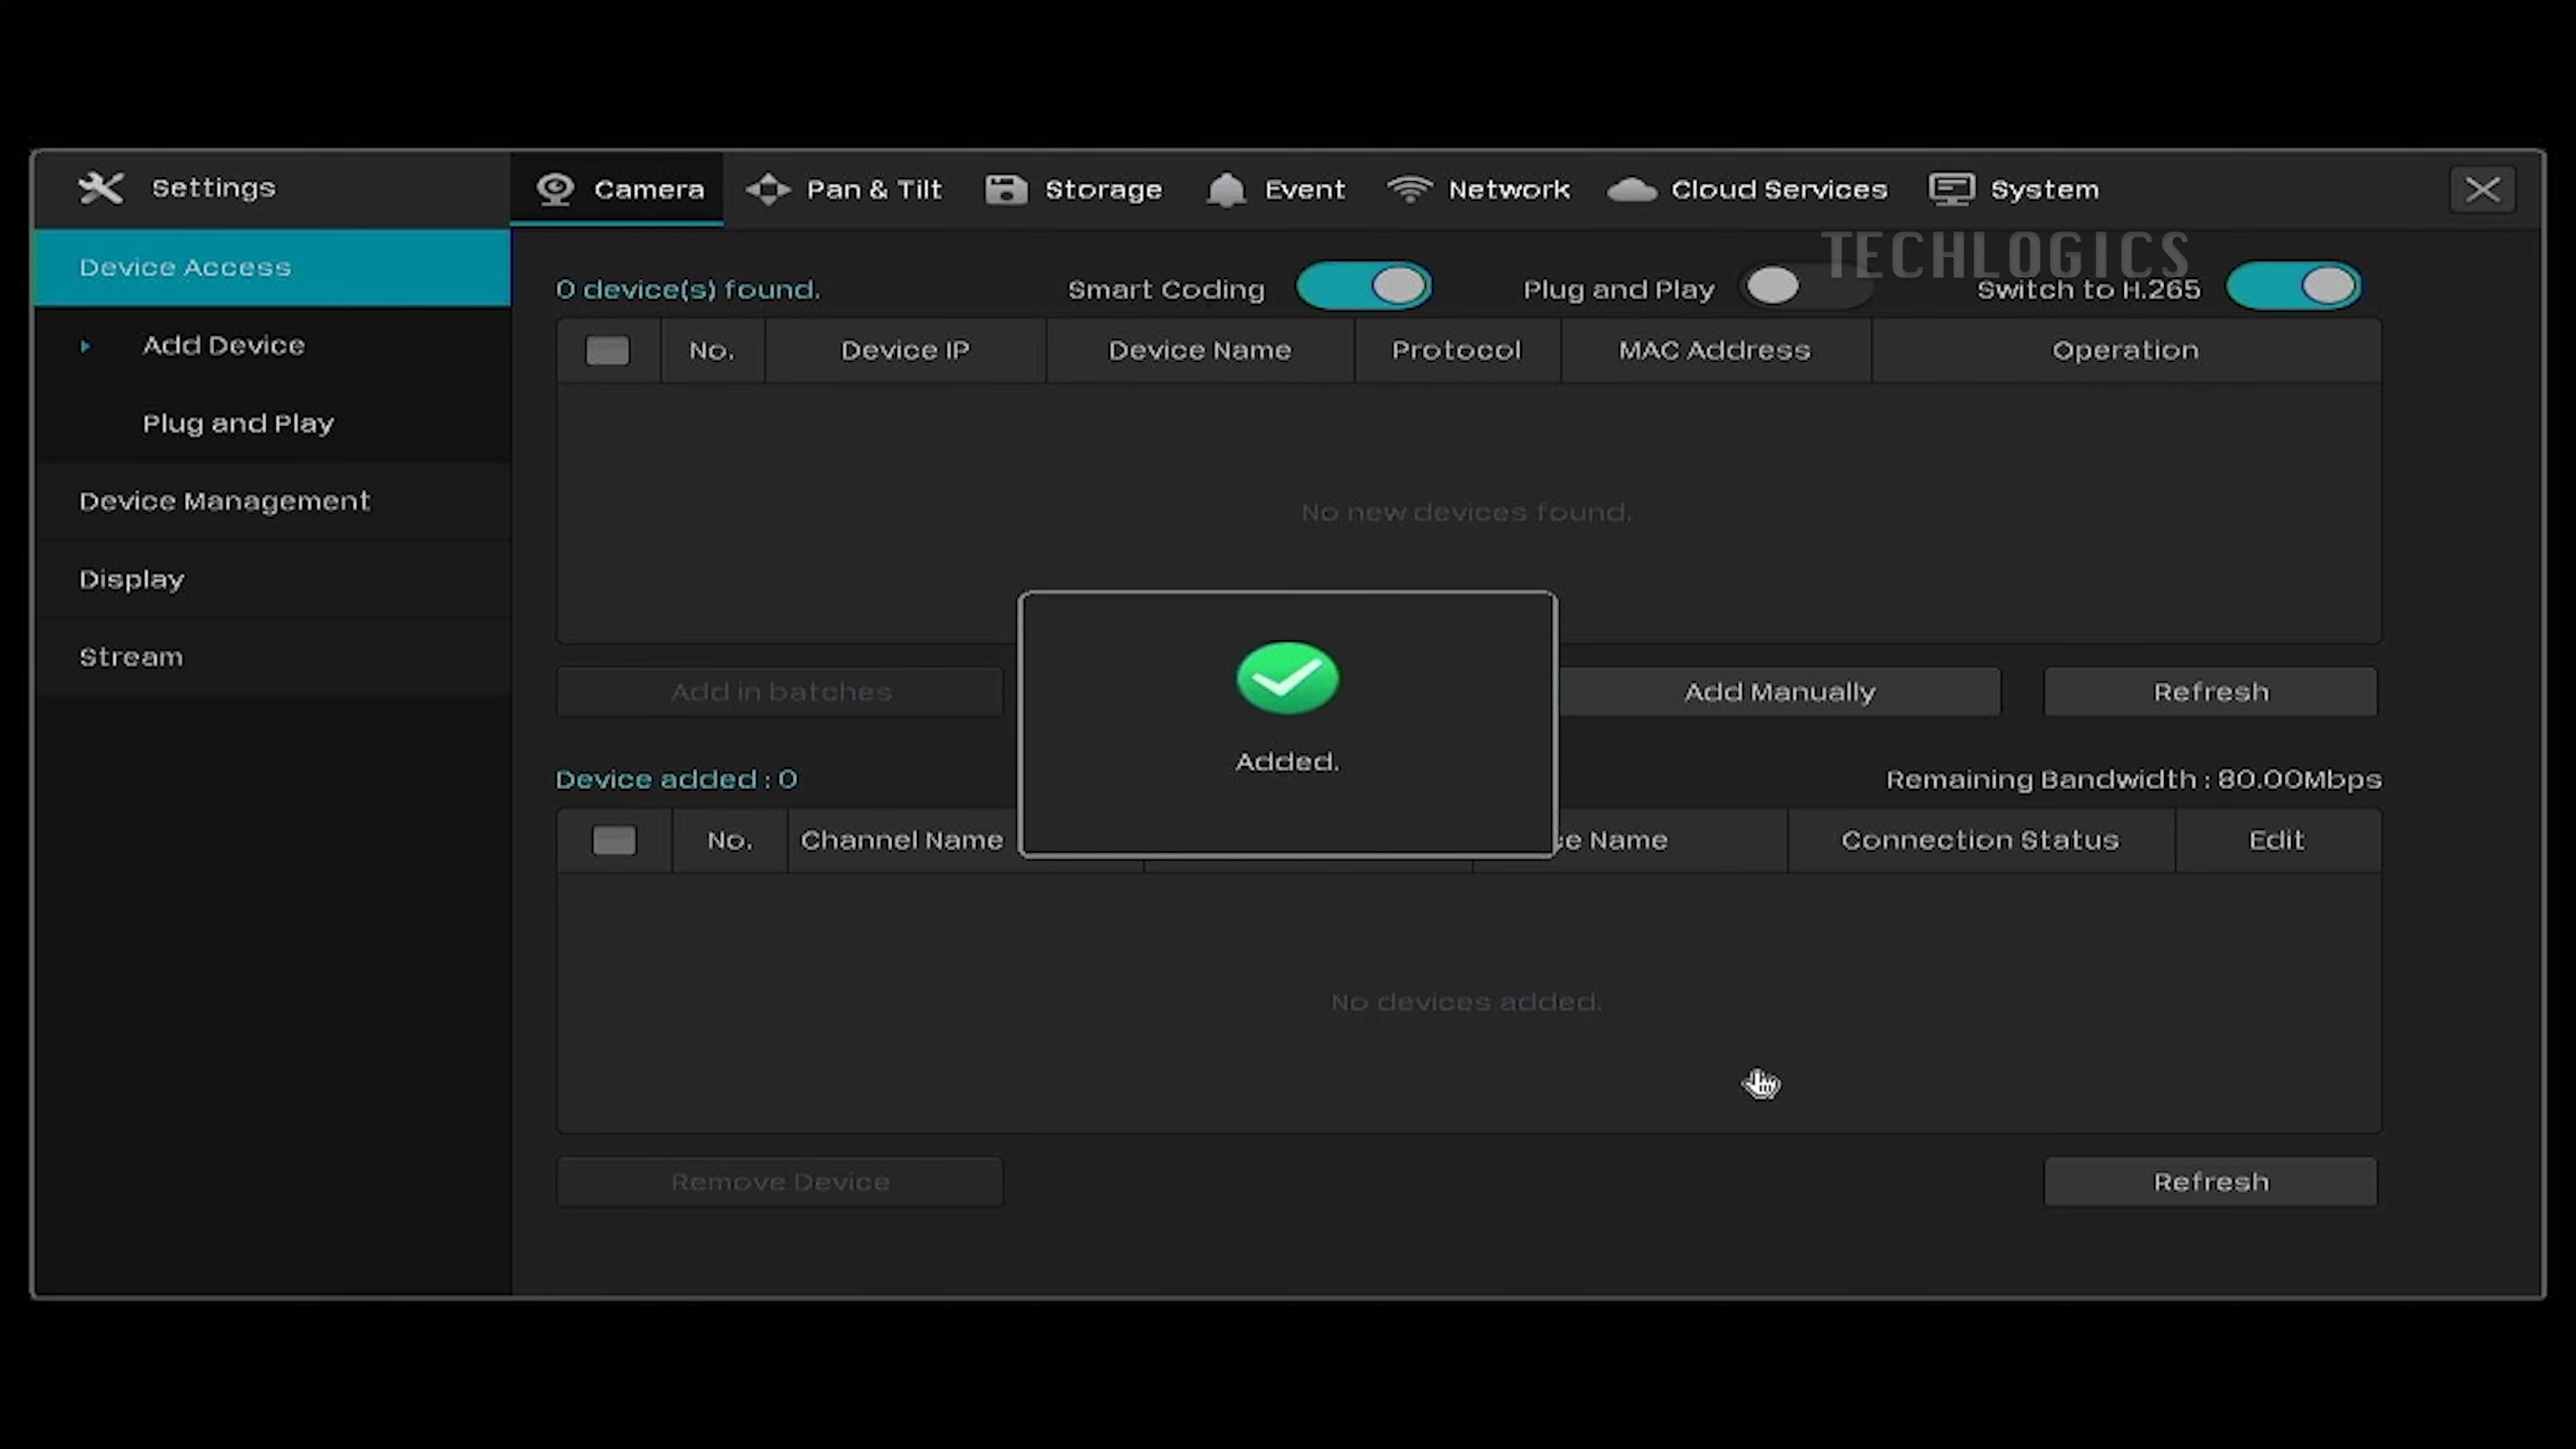 Settings
Camera
Pan & Tilt
Storage
Event
Network
Cloud Services
System
TECHLOGICS
Device Access
Add Device
Plug and Play
Device Management
Display
Stream
0 device(s) found.
Smart Coding
Plug and Play
Switch to H.265
No. Device IP Device Name Protocol MAC Address Operation
No new devices found.
Add in batches
Add Manually
Refresh
Added.
Device added : 0
Remaining Bandwidth : 80.00Mbps
No. Channel Name ce Name Connection Status Edit
No devices added.
Remove Device
Refresh